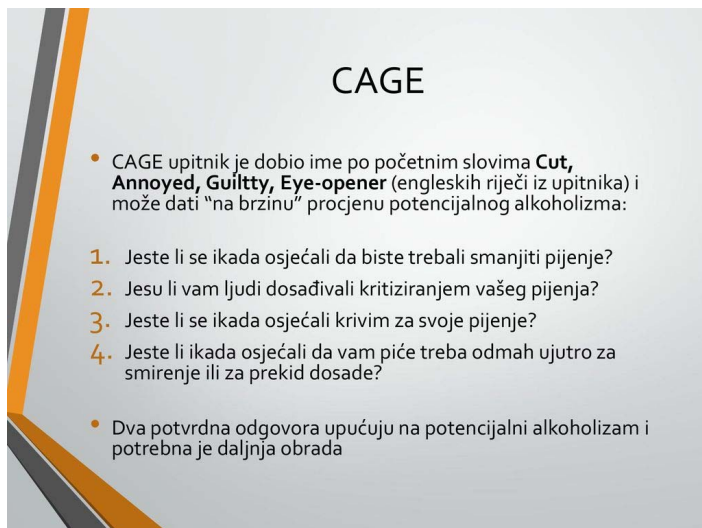 CAGE
• CAGE upitnik je dobio ime po početnim slovima Cut,
Annoyed, Guiltty, Eye-opener (engleskih riječi iz upitnika) i
može dati “na brzinu” procjenu potencijalnog alkoholizma:
1. Jeste li se ikada osjećali da biste trebali smanjiti pijenje?
2. Jesu li vam ljudi dosađivali kritiziranjem vašeg pijenja?
3. Jeste li se ikada osjećali krivim za svoje pijenje?
4. Jeste li ikada osjećali da vam piće treba odmah ujutro za
smirenje ili za prekid dosade?
• Dva potvrdna odgovora upućuju na potencijalni alkoholizam i
potrebna je daljnja obrada